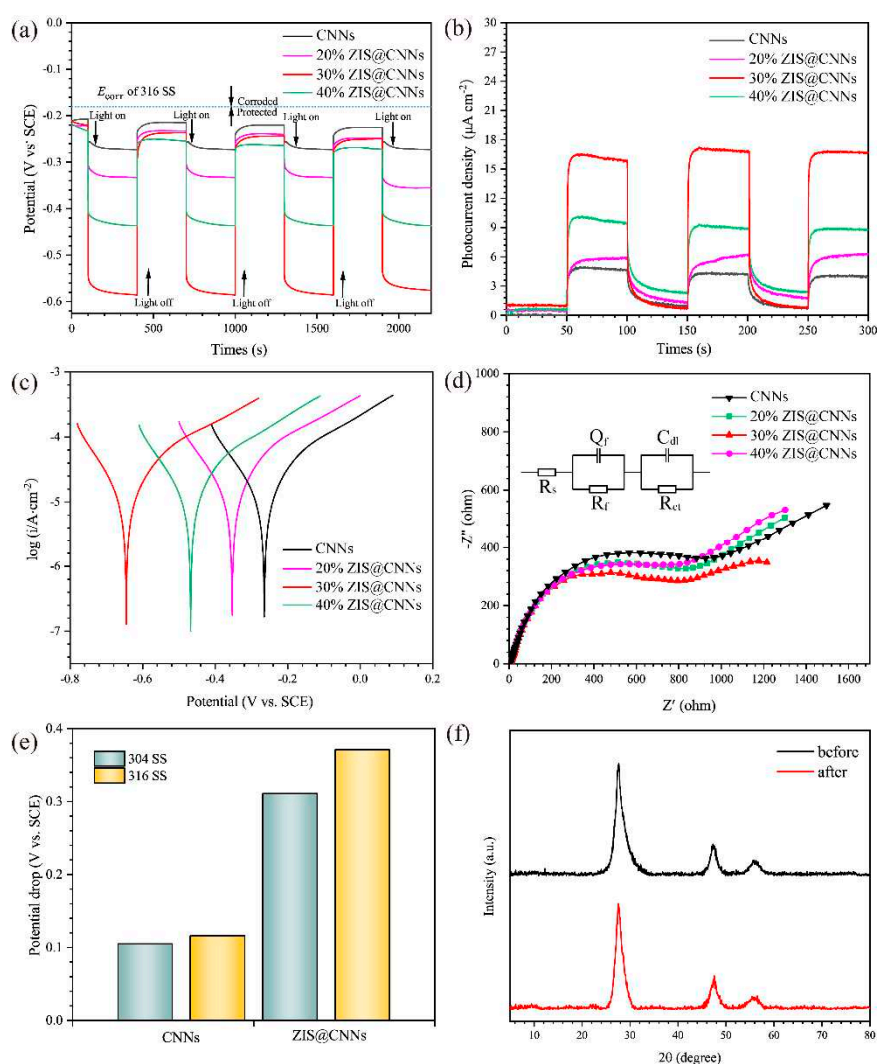 (a)
0.0
-0.1
-0.2
-0.3
-0.4
-0.5
-0.6
Potential (V vs· SCE)
CNNs
20% ZIS@CNNs
30% ZIS@CNNs
40% ZIS@CNNs
Ecorr of 316 SS
Corroded
Protected
Light on
Light on
Light on
Light on
Light off
Light off
Light off
0
500
1000
1500
2000
Times (s)
(b)
30
27
24
21
18
15
12
9
6
3
0
Photocurrent density (μA cm-2)
CNNs
20% ZIS@CNNs
30% ZIS@CNNs
40% ZIS@CNNs
0
50
100
150
200
250
300
Times (s)
(c)
-3
-4
-5
-6
-7
log (i/A·cm-2)
CNNs
20% ZIS@CNNs
30% ZIS@CNNs
40% ZIS@CNNs
-0.8
-0.6
-0.4
-0.2
0.0
0.2
Potential (V vs. SCE)
(d)
1000
800
600
400
200
0
-Z" (ohm)
CNNs
20% ZIS@CNNs
30% ZIS@CNNs
40% ZIS@CNNs
Qf
Cdl
Rs
Rf
Rct
0
200
400
600
800
1000
1200
1400
1600
Z' (ohm)
(e)
0.4
0.3
0.2
0.1
0.0
Potential drop (V vs. SCE)
304 SS
316 SS
CNNs
ZIS@CNNs
(f)
Intensity (a.u.)
before
after
10
20
30
40
50
60
70
80
2θ (degree)